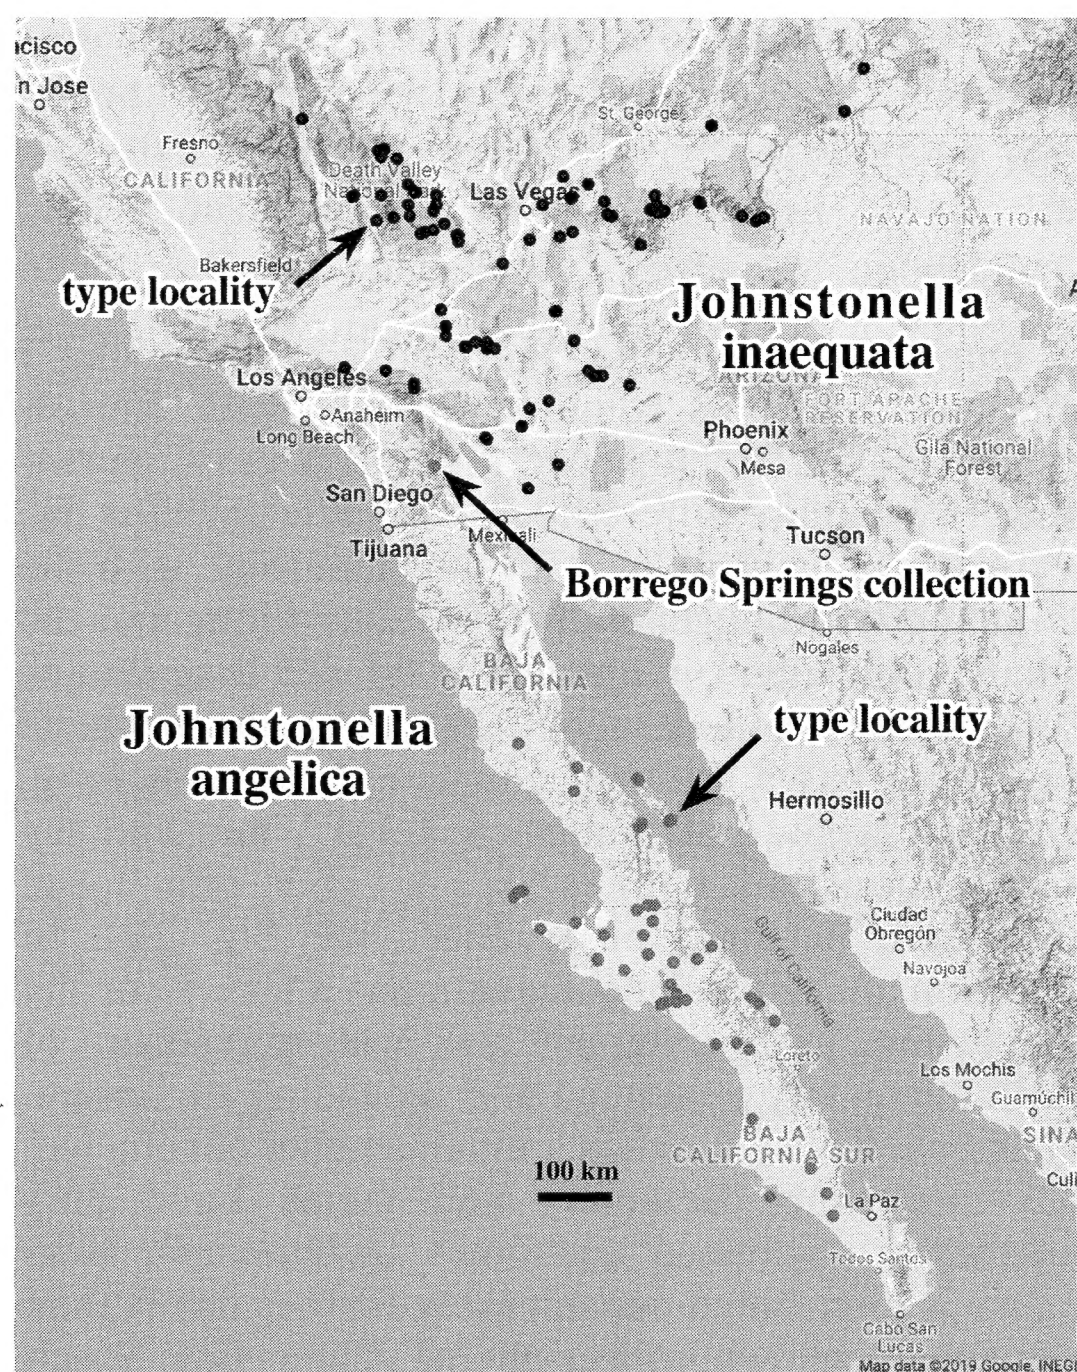 cisco
n Jose
St. George
Fresno
CALIFORNIA
Death Valley
Las Vegas
NAVAJO NATION
Bakersfield
type locality
Johnstonella
inaequata
A
Los Angeles
ARIZONA
FORT APACHE
RESERVATION
Anaheim
Long Beach
Phoenix
Mesa
Gila National
Forest
San Diego
Mexicali
Tijuana
Tucson
Borrego Springs collection
Nogales
BAJA
CALIFORNIA
Johnstonella
angelica
type locality
Hermosillo
Ciudad
Obregón
Gulf of California
Navojoa
Loreto
Los Mochis
Guamúchil
BAJA
CALIFORNIA SUR
SINA
100 km
Culi
La Paz
Todos Santos
Cabo San
Lucas
Map data ©2019 Google, INEGI